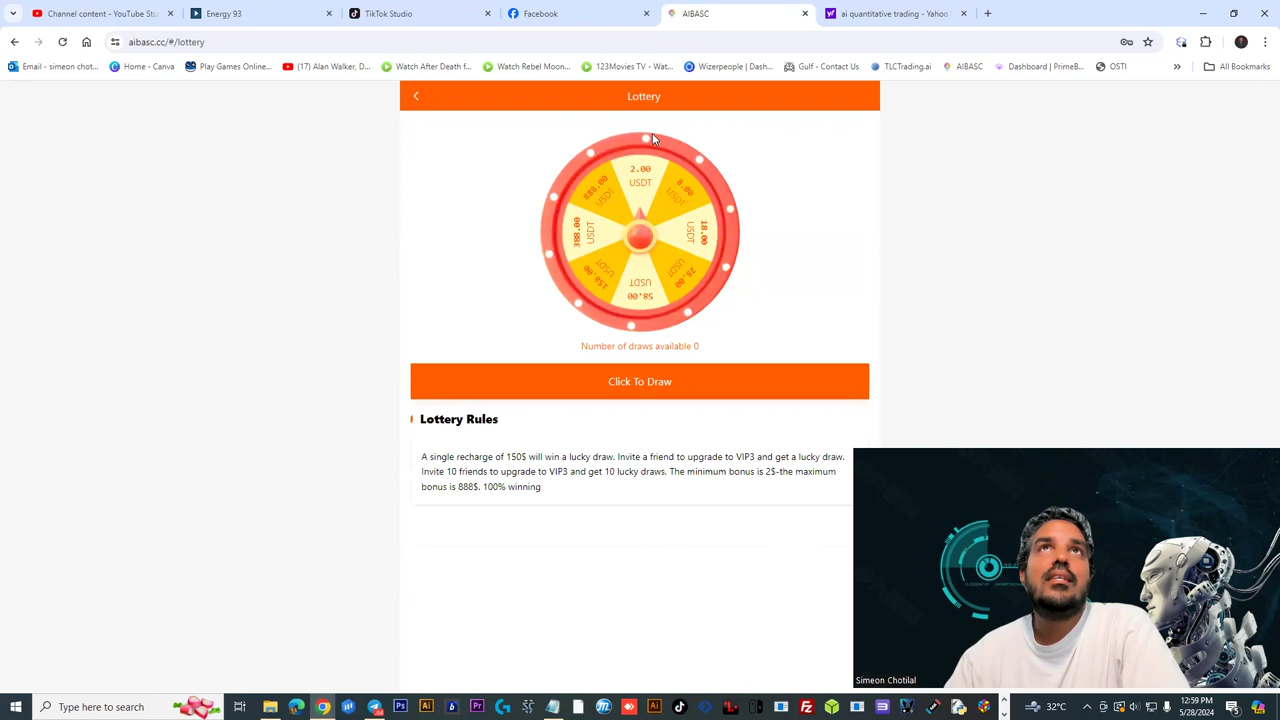 Channel content - YouTube Stu
Energy 93
TikTok Studio
Facebook
AIBASC
ai quantitative trading - Yahoo
aibasc.cc/#/lottery
Email - simeon chot...
Home - Canva
Play Games Online...
(17) Alan Walker, D...
Watch After Death f...
Watch Rebel Moon...
123Movies TV - Wat...
Wizerpeople | Dash...
Gulf - Contact Us
TLCTrading.ai
AIBASC
Dashboard | PrimeB...
OSTI
All Bookmarks
Lottery
2.00
USDT
8.00
USDT
18.00
USDT
28.00
USDT
58.00
USDT
158.00
USDT
388.00
USDT
888.00
USDT
Number of draws available 0
Click To Draw
Lottery Rules
A single recharge of 150$ will win a lucky draw. Invite a friend to upgrade to VIP3 and get a lucky draw.
Invite 10 friends to upgrade to VIP3 and get 10 lucky draws. The minimum bonus is 2$-the maximum
bonus is 888$. 100% winning
Simeon Chotilal
Type here to search
32°C
12:59 PM
5/28/2024